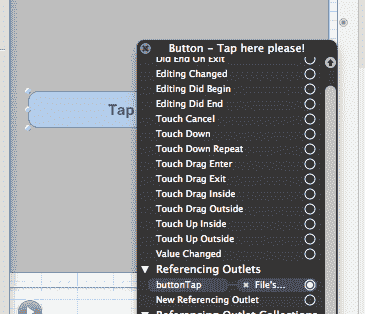 Button – Tap here please!
Did End On Exit
Editing Changed
Editing Did Begin
Editing Did End
Tap
Touch Cancel
Touch Down
Touch Down Repeat
Touch Drag Enter
Touch Drag Exit
Touch Drag Inside
Touch Drag Outside
Touch Up Inside
Touch Up Outside
Value Changed
Referencing Outlets
buttonTap File's...
New Referencing Outlet
Referencing Outlet Collections